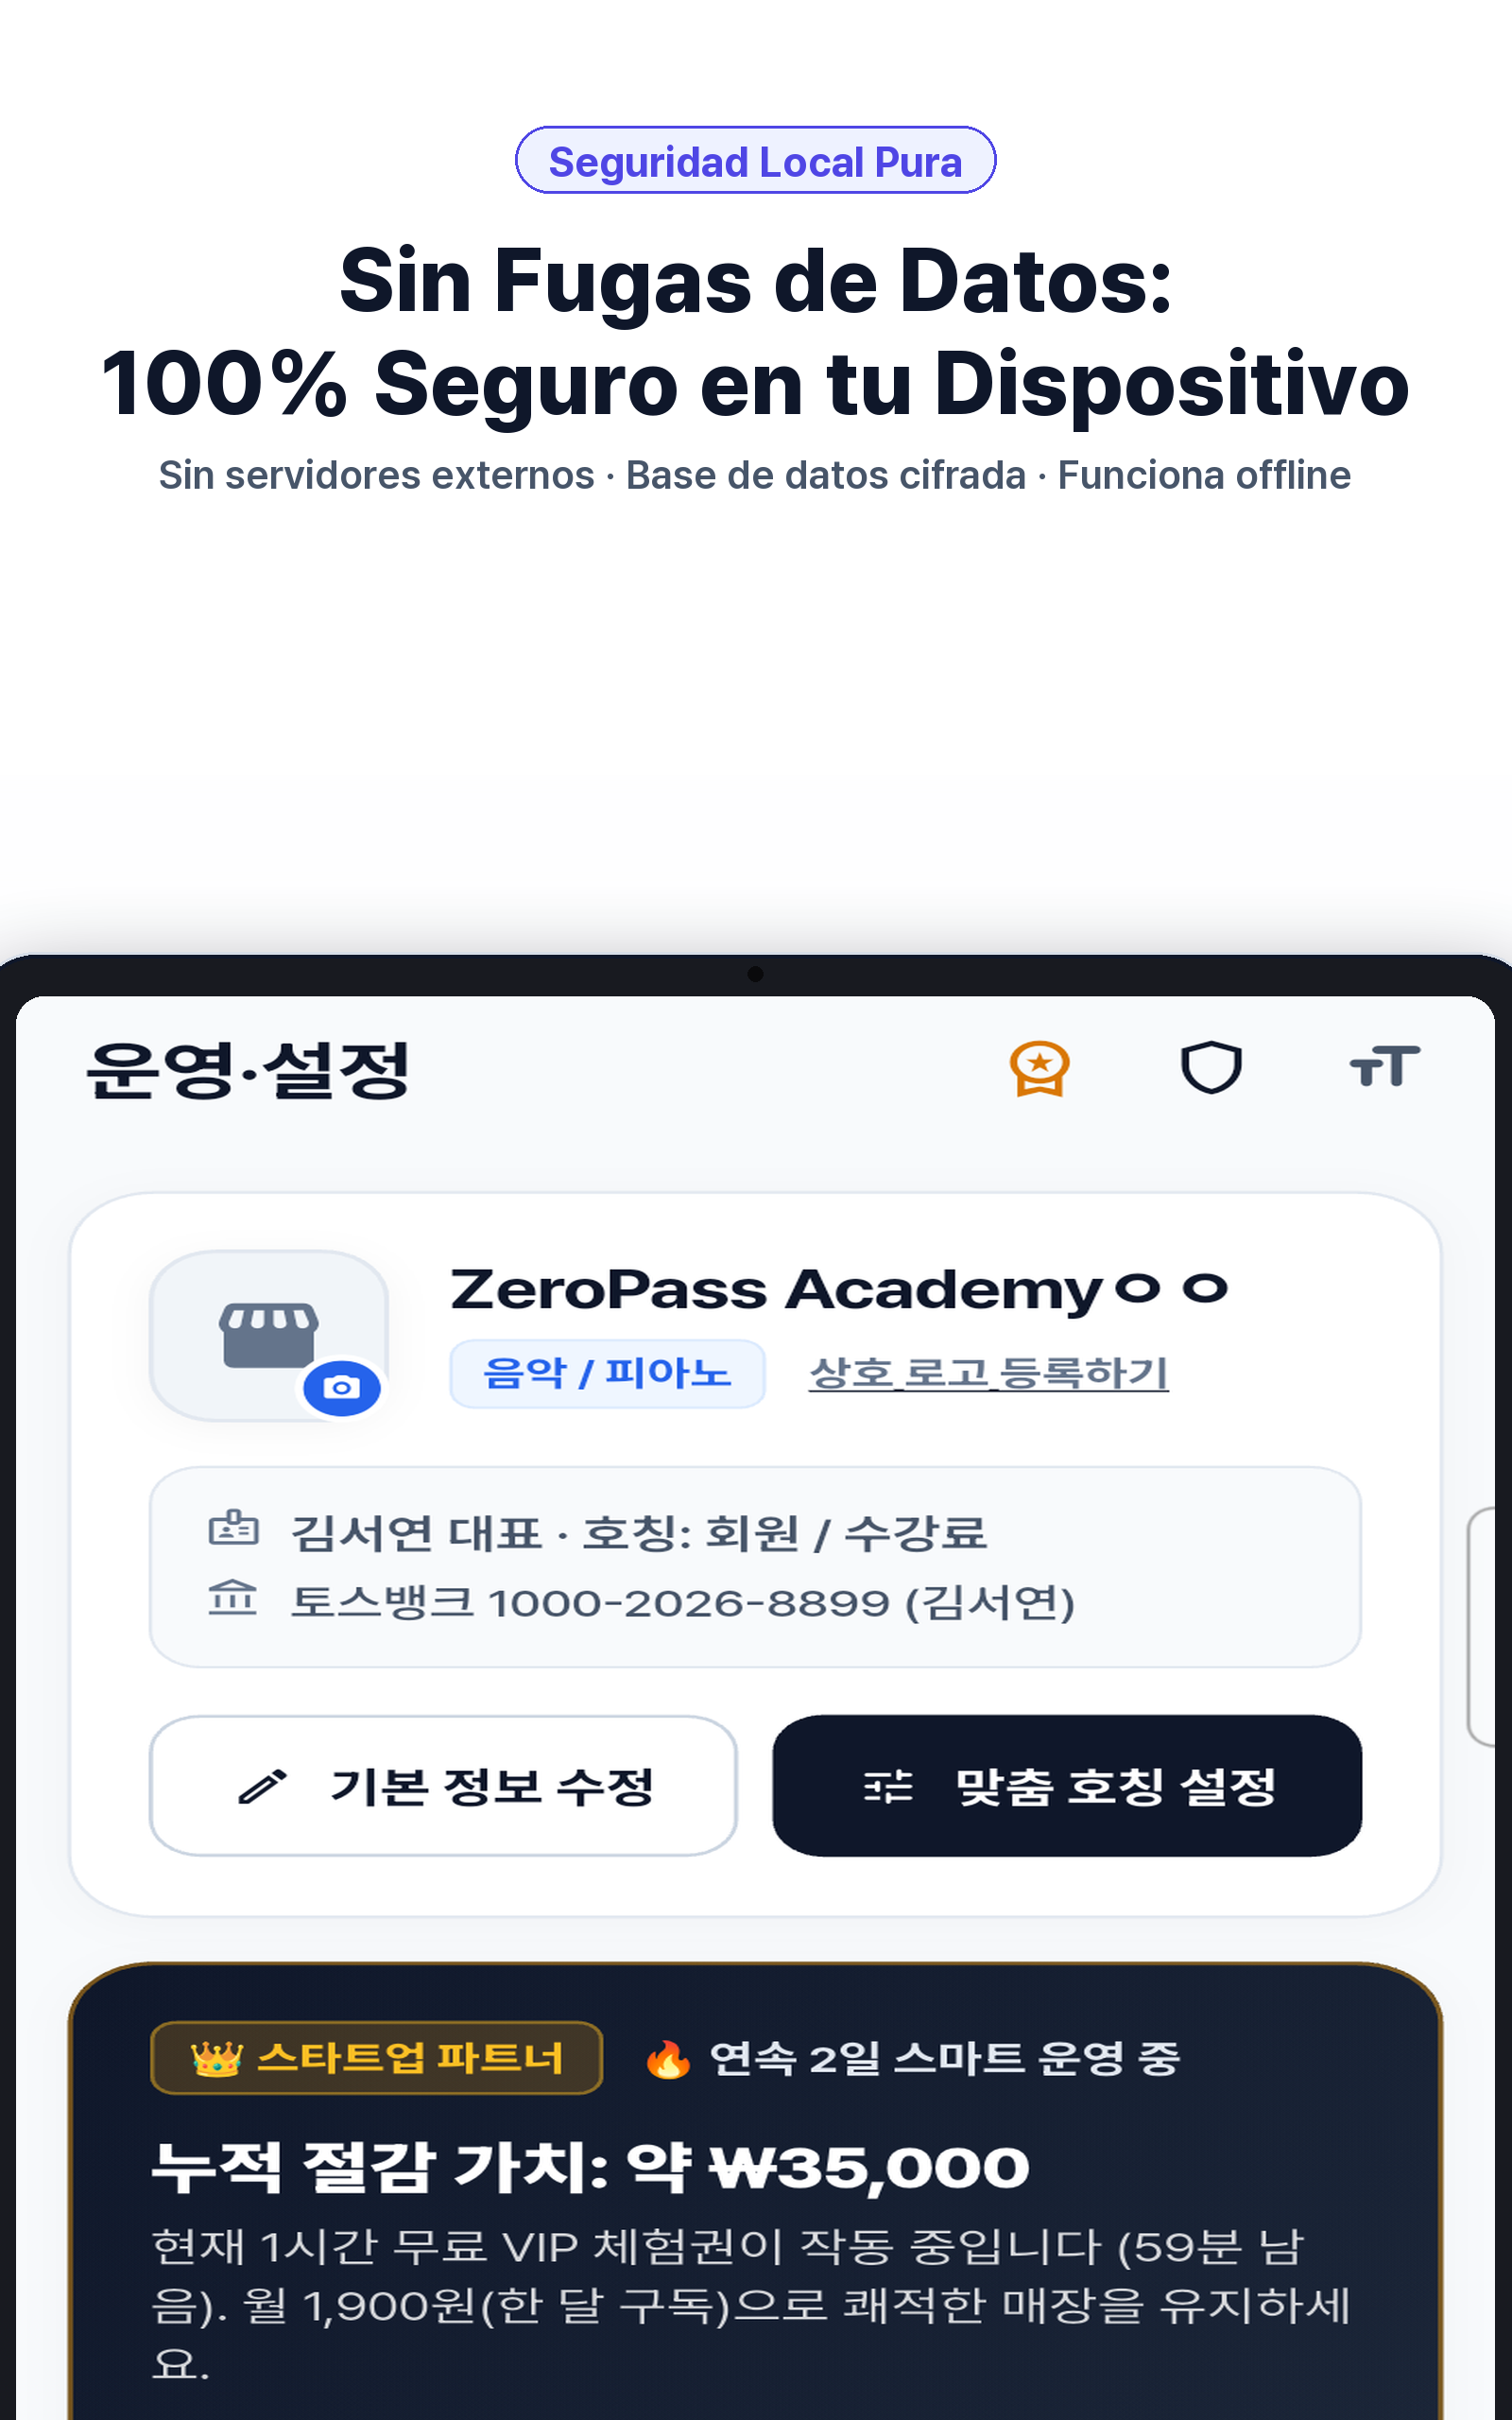 Seguridad Local Pura
Sin Fugas de Datos:
100% Seguro en tu Dispositivo
Sin servidores externos · Base de datos cifrada · Funciona offline
운영·설정
ZeroPass Academyㅇㅇ
음악 / 피아노 상호 로고 등록하기
김서연 대표 · 호칭: 회원 / 수강료
토스뱅크 1000-2026-8899 (김서연)
기본 정보 수정 맞춤 호칭 설정
👑 스타트업 파트너 🔥 연속 2일 스마트 운영 중
누적 절감 가치: 약 ₩35,000
현재 1시간 무료 VIP 체험권이 작동 중입니다 (59분 남
음). 월 1,900원(한 달 구독)으로 쾌적한 매장을 유지하세
요.